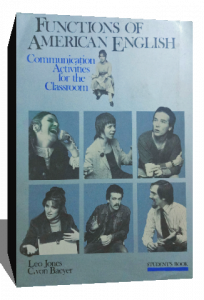 FUNCTIONS OF
AMERICAN ENGLISH
Communication
Activities
for the
Classroom
Leo Jones
C. von Baeyer
STUDENT'S BOOK